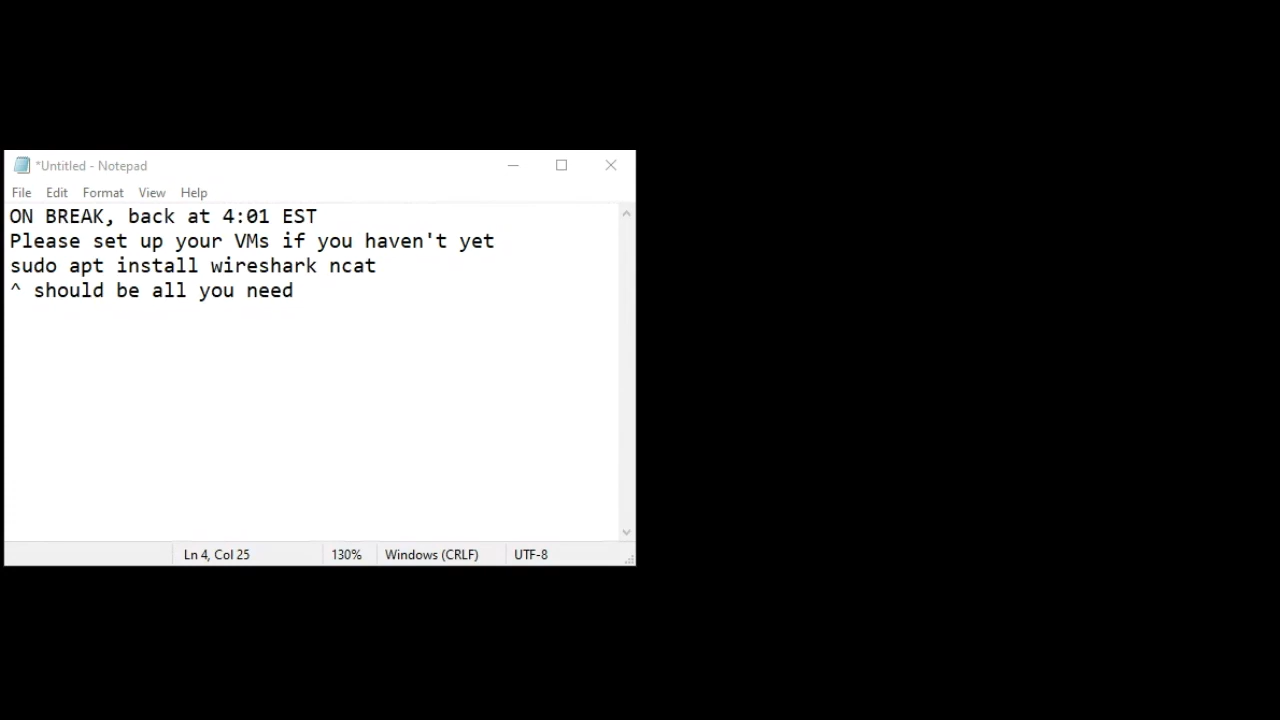 *Untitled - Notepad
File Edit Format View Help
ON BREAK, back at 4:01 EST
Please set up your VMs if you haven't yet
sudo apt install wireshark ncat
^ should be all you need
Ln 4, Col 25 130% Windows (CRLF) UTF-8